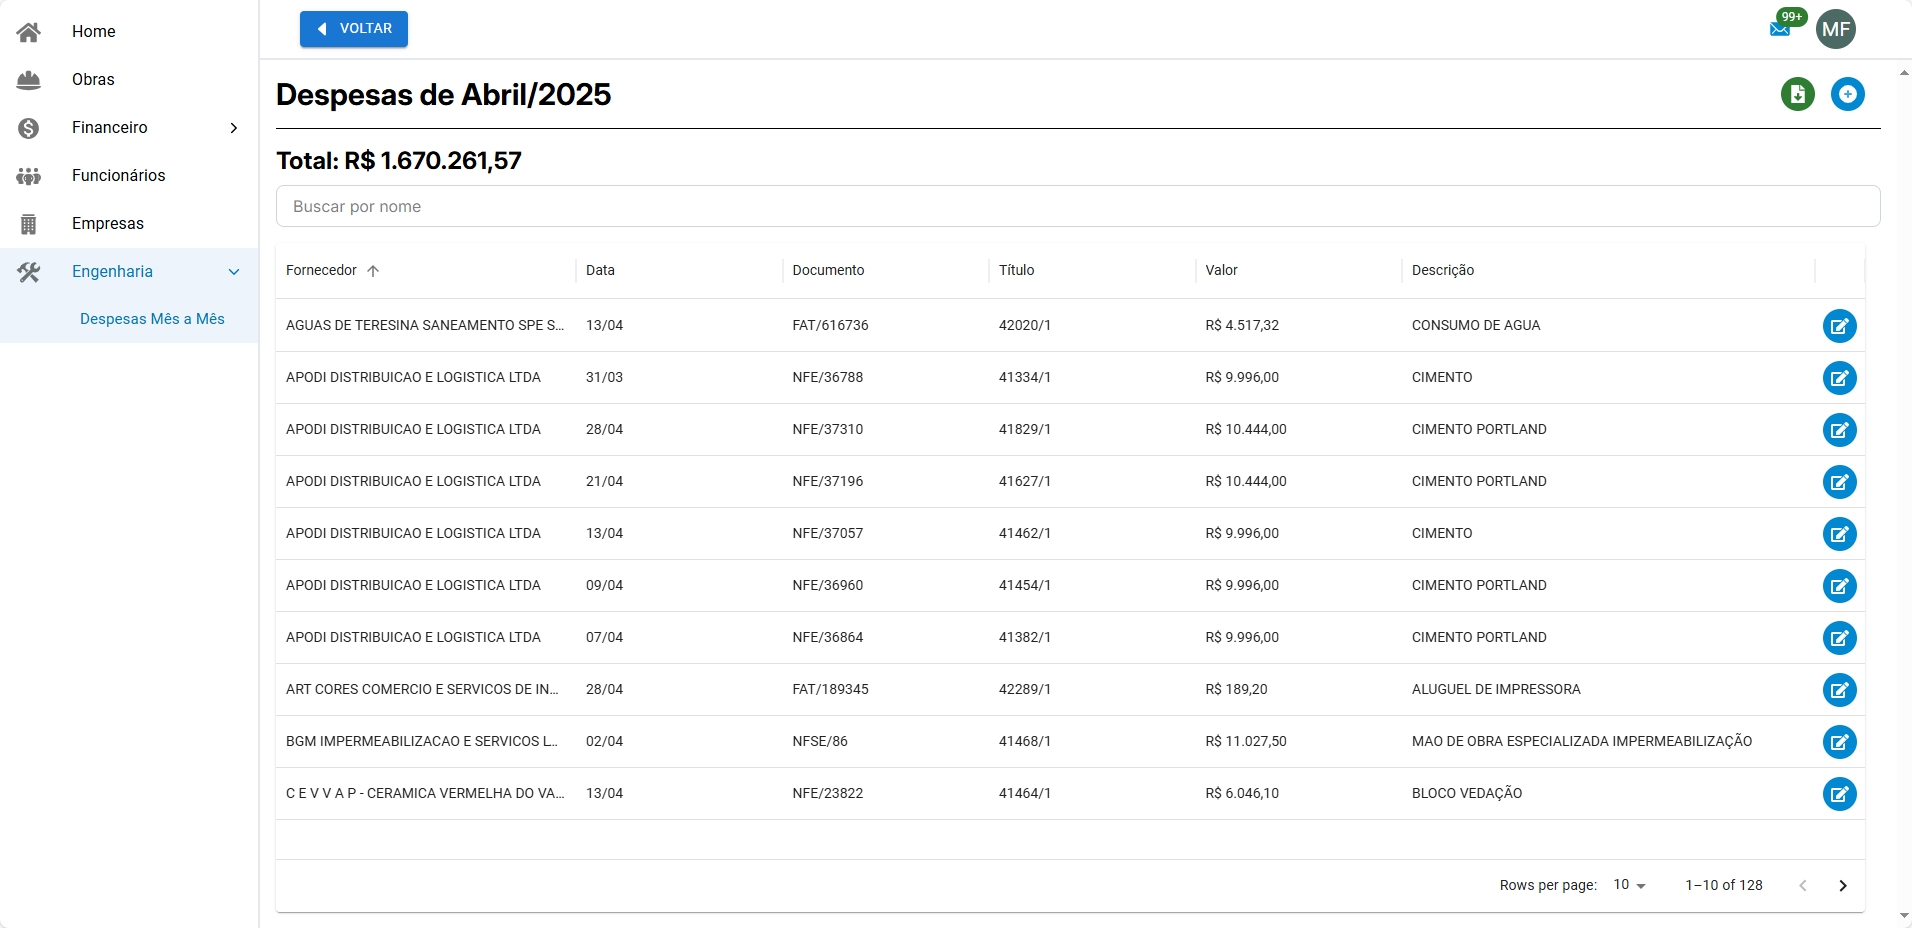 Home
Obras
Financeiro
Funcionários
Empresas
Engenharia
Despesas Mês a Mês
VOLTAR
99+
MF
Despesas de Abril/2025
Total: R$ 1.670.261,57
Buscar por nome
Fornecedor Data Documento Título Valor Descrição
AGUAS DE TERESINA SANEAMENTO SPE S... 13/04 FAT/616736 42020/1 R$ 4.517,32 CONSUMO DE AGUA
APODI DISTRIBUICAO E LOGISTICA LTDA 31/03 NFE/36788 41334/1 R$ 9.996,00 CIMENTO
APODI DISTRIBUICAO E LOGISTICA LTDA 28/04 NFE/37310 41829/1 R$ 10.444,00 CIMENTO PORTLAND
APODI DISTRIBUICAO E LOGISTICA LTDA 21/04 NFE/37196 41627/1 R$ 10.444,00 CIMENTO PORTLAND
APODI DISTRIBUICAO E LOGISTICA LTDA 13/04 NFE/37057 41462/1 R$ 9.996,00 CIMENTO
APODI DISTRIBUICAO E LOGISTICA LTDA 09/04 NFE/36960 41454/1 R$ 9.996,00 CIMENTO PORTLAND
APODI DISTRIBUICAO E LOGISTICA LTDA 07/04 NFE/36864 41382/1 R$ 9.996,00 CIMENTO PORTLAND
ART CORES COMERCIO E SERVICOS DE IN... 28/04 FAT/189345 42289/1 R$ 189,20 ALUGUEL DE IMPRESSORA
BGM IMPERMEABILIZACAO E SERVICOS L... 02/04 NFSE/86 41468/1 R$ 11.027,50 MAO DE OBRA ESPECIALIZADA IMPERMEABILIZAÇÃO
C E V V A P - CERAMICA VERMELHA DO VA... 13/04 NFE/23822 41464/1 R$ 6.046,10 BLOCO VEDAÇÃO
Rows per page: 10 1–10 of 128